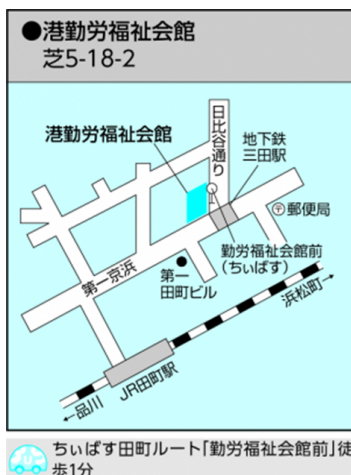 ●港勤労福祉会館
芝5-18-2
日比谷通り
港勤労福祉会館
地下鉄
三田駅
〒郵便局
勤労福祉会館前
(ちぃばす)
第一京浜
第一
田町ビル
浜松町→
JR田町駅
←品川
ちぃばす田町ルート｢勤労福祉会館前｣徒
歩1分